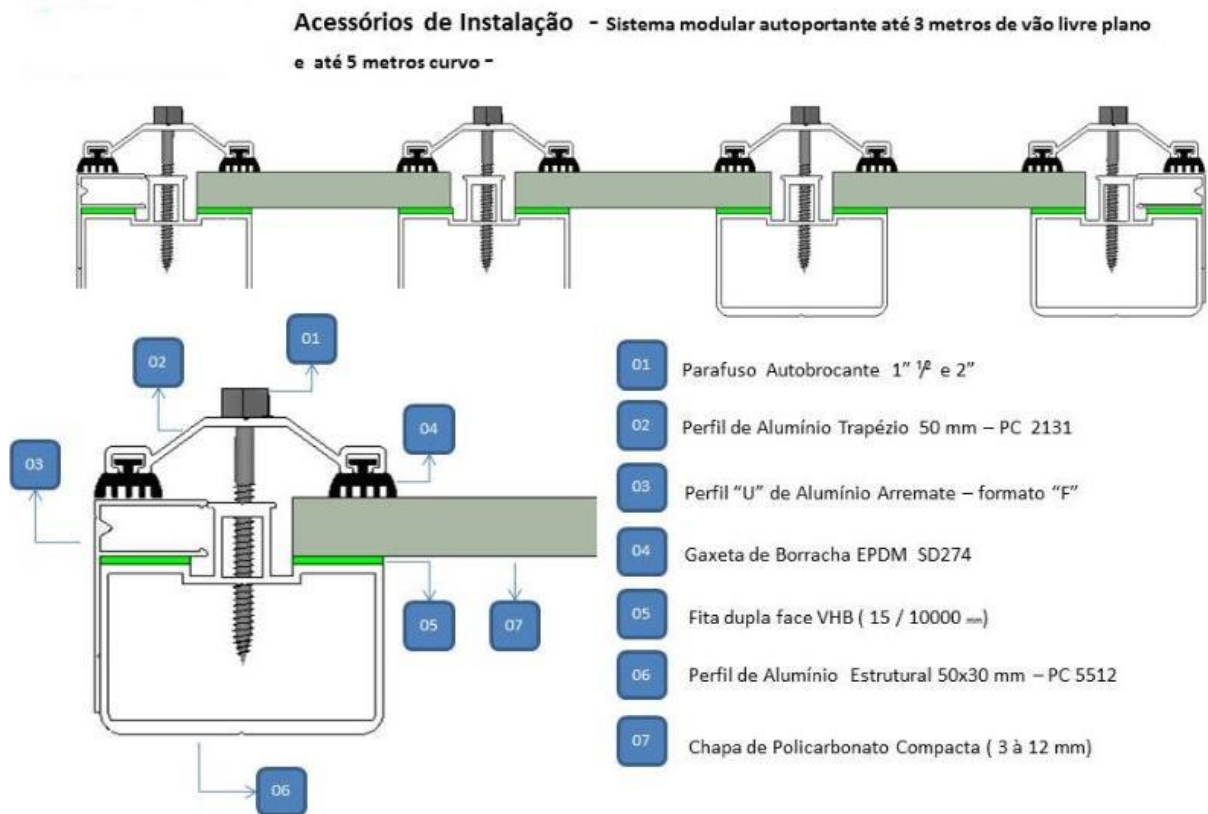 Acessórios de Instalação - Sistema modular autoportante até 3 metros de vão livre plano
e até 5 metros curvo -
01
02
03
04
05
07
06
01 Parafuso Autobrocante 1” ½ e 2”
02 Perfil de Alumínio Trapézio 50 mm – PC 2131
03 Perfil “U” de Alumínio Arremate – formato “F”
04 Gaxeta de Borracha EPDM SD274
05 Fita dupla face VHB ( 15 / 10000 mm)
06 Perfil de Alumínio Estrutural 50x30 mm – PC 5512
07 Chapa de Policarbonato Compacta ( 3 à 12 mm)